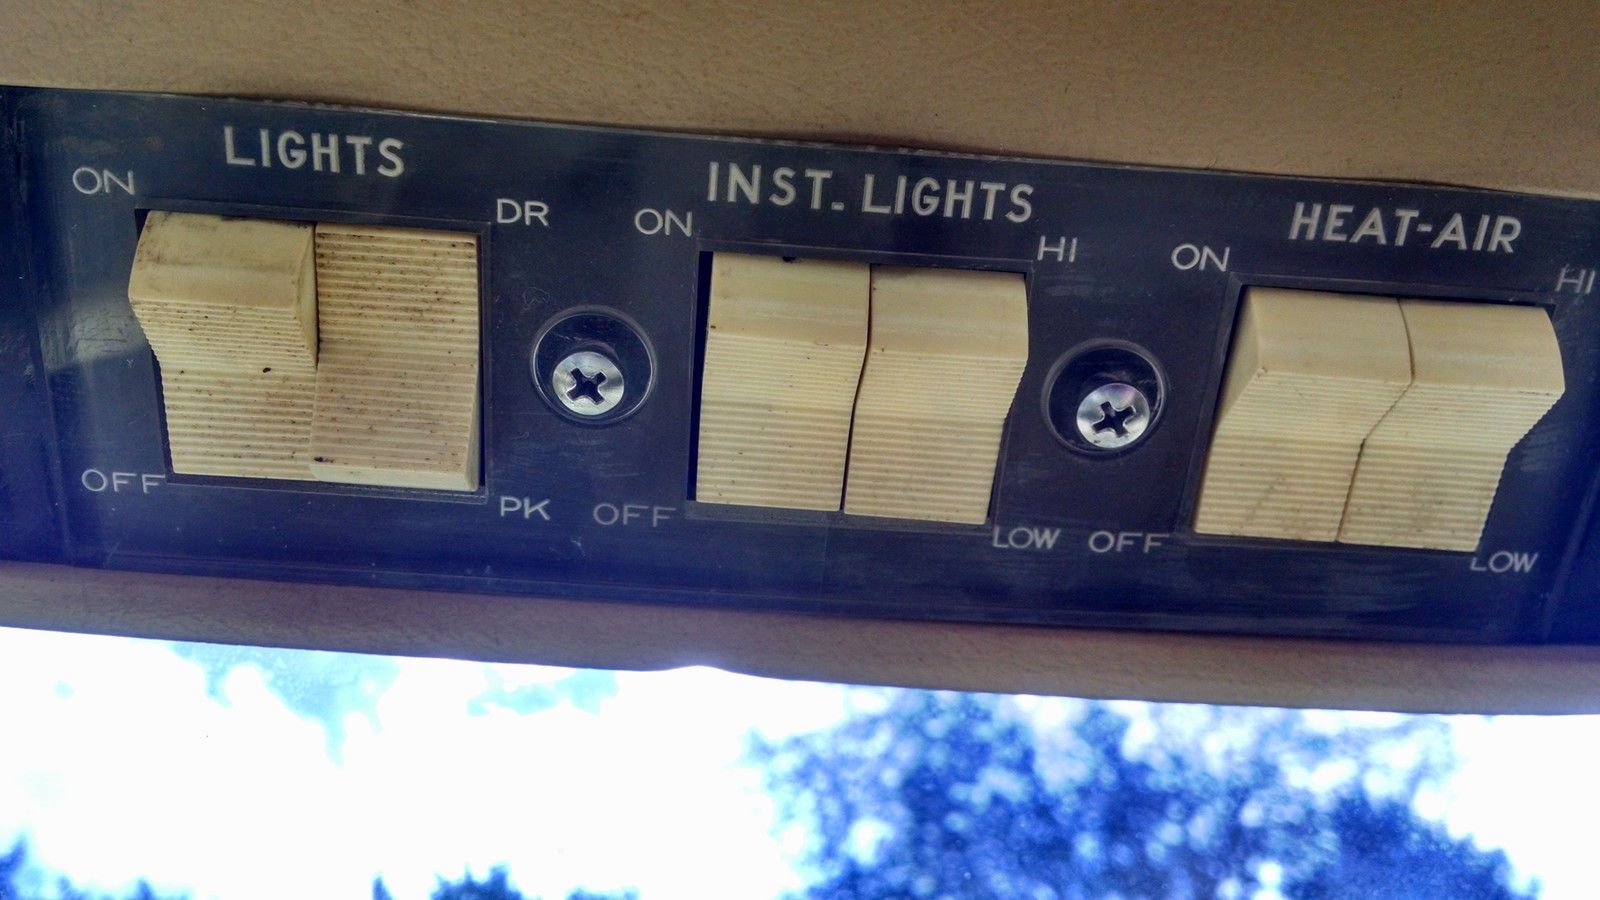 LIGHTS
ON
DR
OFF
PK
INST. LIGHTS
ON
HI
OFF
LOW
HEAT-AIR
ON
HI
OFF
LOW